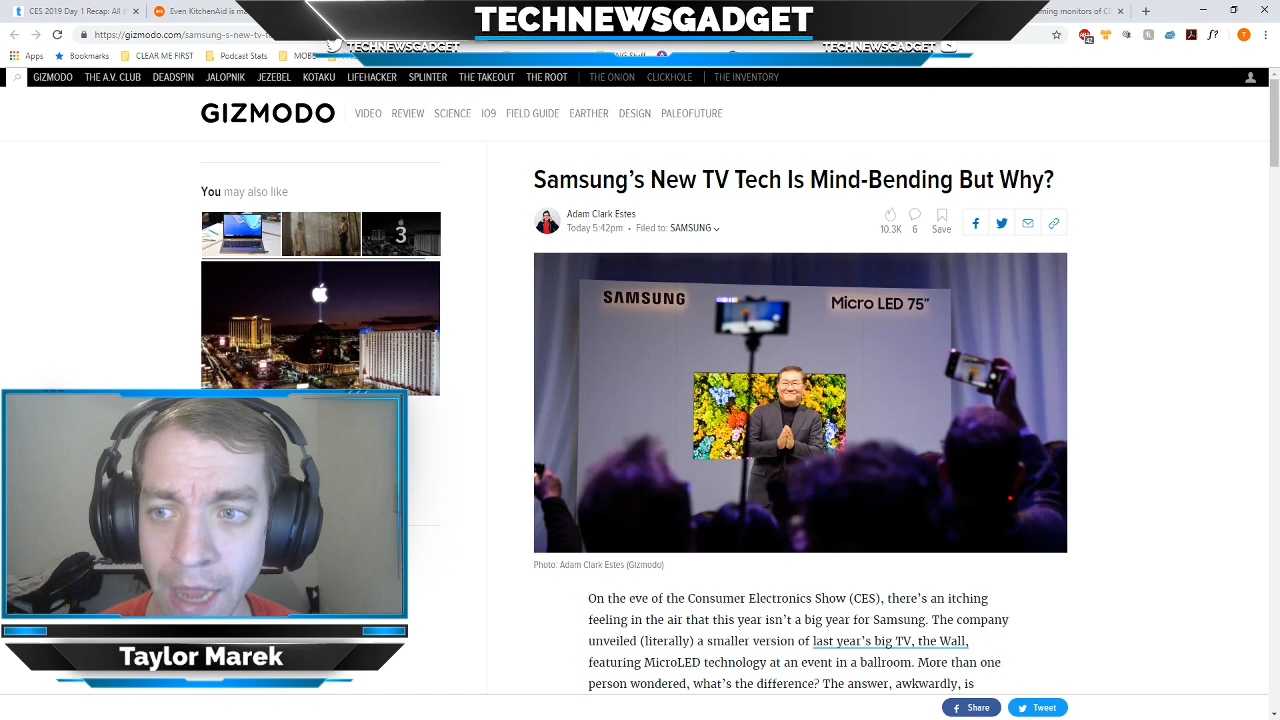 CES 2019 Day 1 Recap: All t
Even KitchenAid is ma
TECHNEWSGADGET
aming monitors of C
https://gizmodo.com/samsung-s-new-tv-t
TECHNEWSGADGET
TECHNEWSGADGET
42
f?
T
Apps
Bookmarks
CLEAR ME FIRST
Podcast Stats
GIZMODO THE A.V. CLUB DEADSPIN JALOPNIK JEZEBEL KOTAKU LIFEHACKER SPLINTER THE TAKEOUT THE ROOT THE ONION CLICKHOLE THE INVENTORY
GIZMODO
VIDEO REVIEW SCIENCE IO9 FIELD GUIDE EARTHER DESIGN PALEOFUTURE
You may also like
3
Samsung's New TV Tech Is Mind-Bending But Why?
Adam Clark Estes
Today 5:42pm • Filed to: SAMSUNG
10.3K 6 Save
SAMSUNG
Micro LED 75"
Photo: Adam Clark Estes (Gizmodo)
On the eve of the Consumer Electronics Show (CES), there's an itching
feeling in the air that this year isn't a big year for Samsung. The company
unveiled (literally) a smaller version of last year's big TV, the Wall,
featuring MicroLED technology at an event in a ballroom. More than one
person wondered, what's the difference? The answer, awkwardly, is
Taylor Marek
Share
Tweet